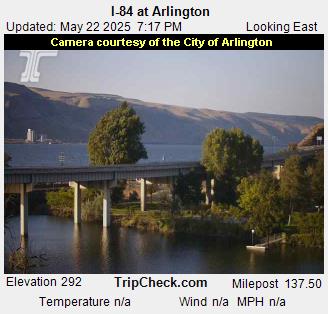 I-84 at Arlington
Updated: May 22 2025 7:17 PM Looking East
Camera courtesy of the City of Arlington
Elevation 292 TripCheck.com Milepost 137.50
Temperature n/a Wind n/a MPH n/a